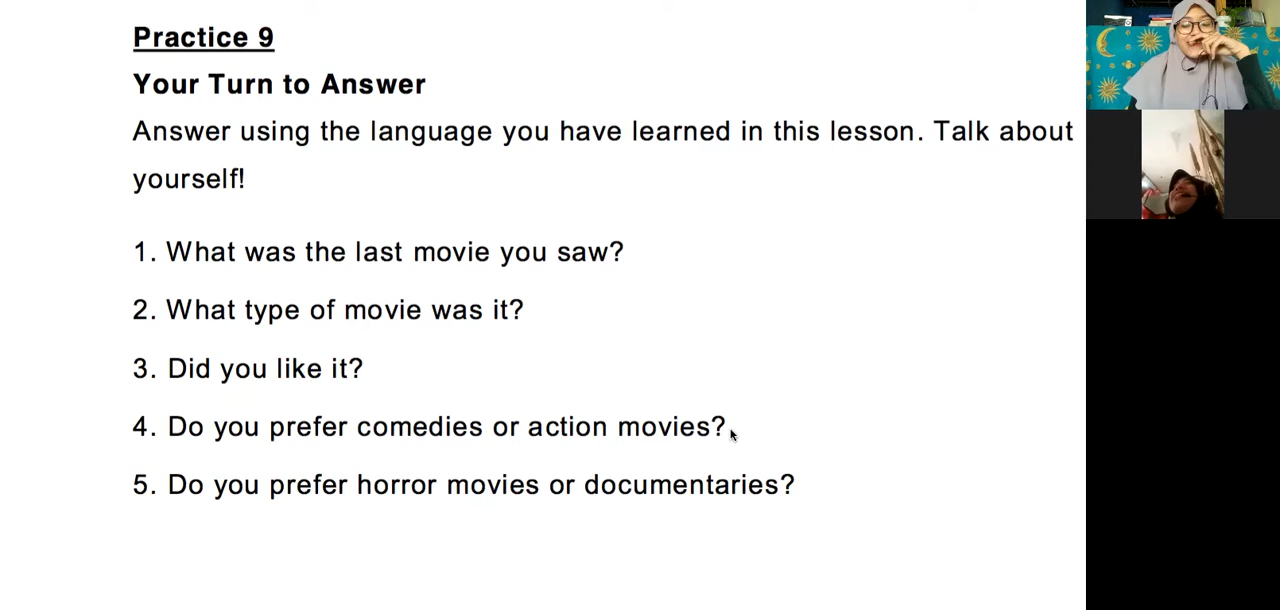 Practice 9
Your Turn to Answer
Answer using the language you have learned in this lesson. Talk about
yourself!
1. What was the last movie you saw?
2. What type of movie was it?
3. Did you like it?
4. Do you prefer comedies or action movies?
5. Do you prefer horror movies or documentaries?